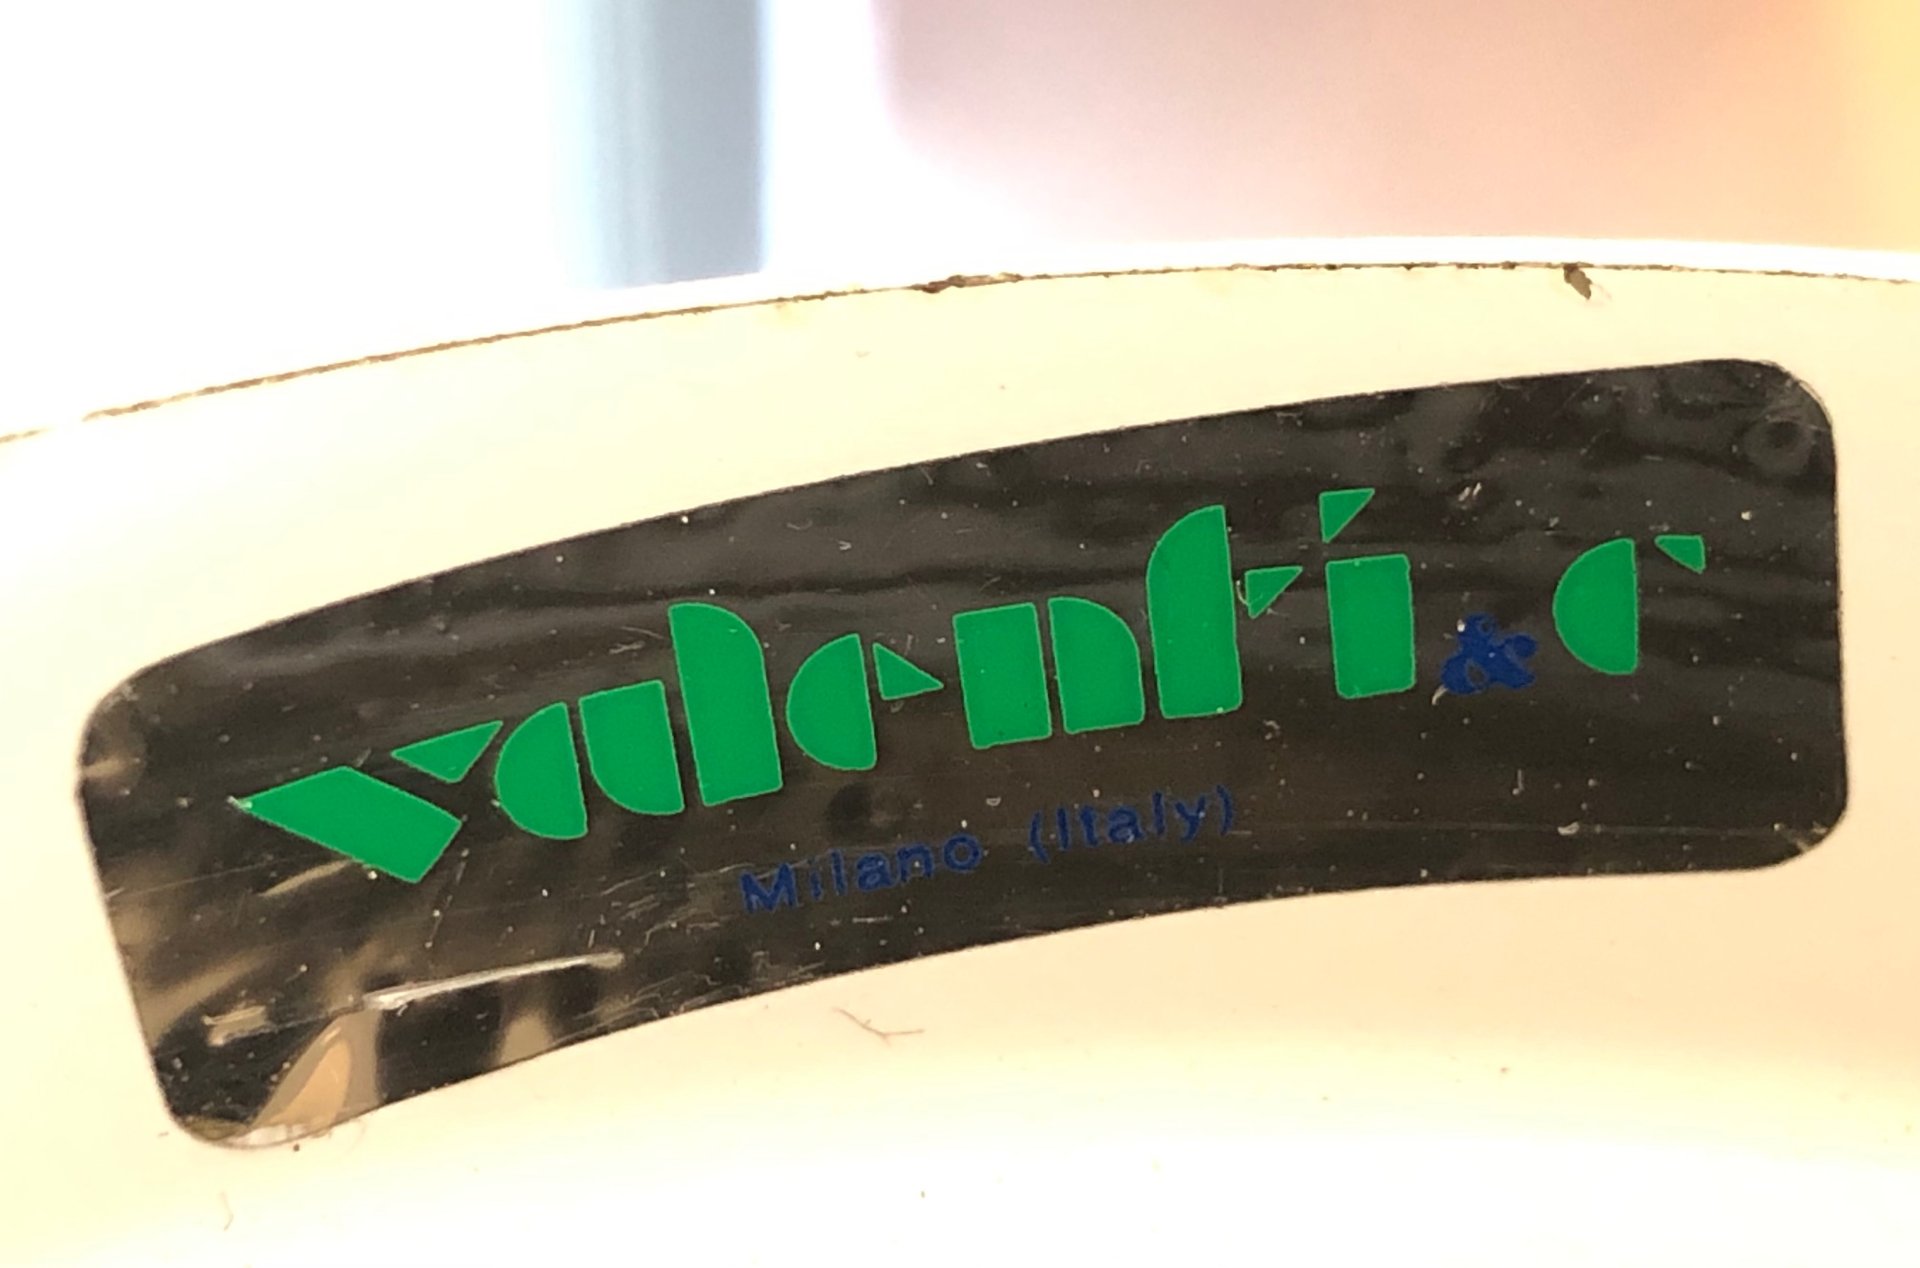 valenti & c
Milano (Italy)